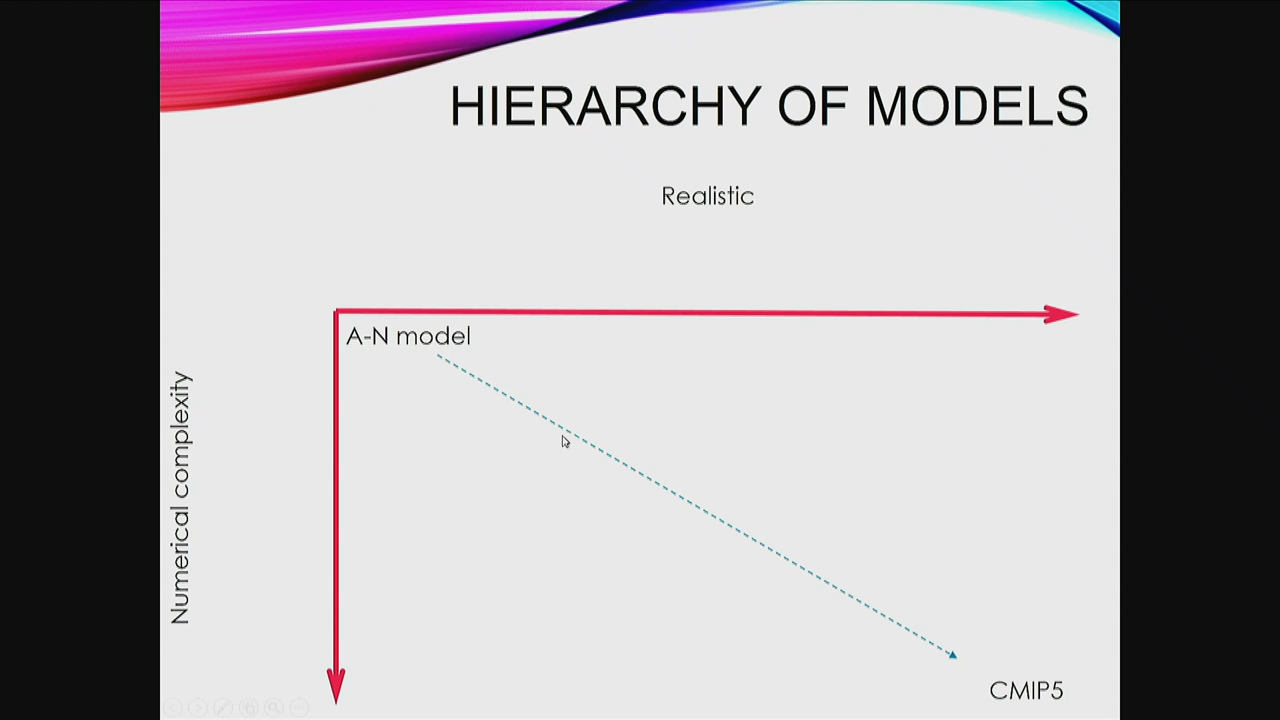 HIERARCHY OF MODELS
Realistic
A-N model
Numerical complexity
CMIP5